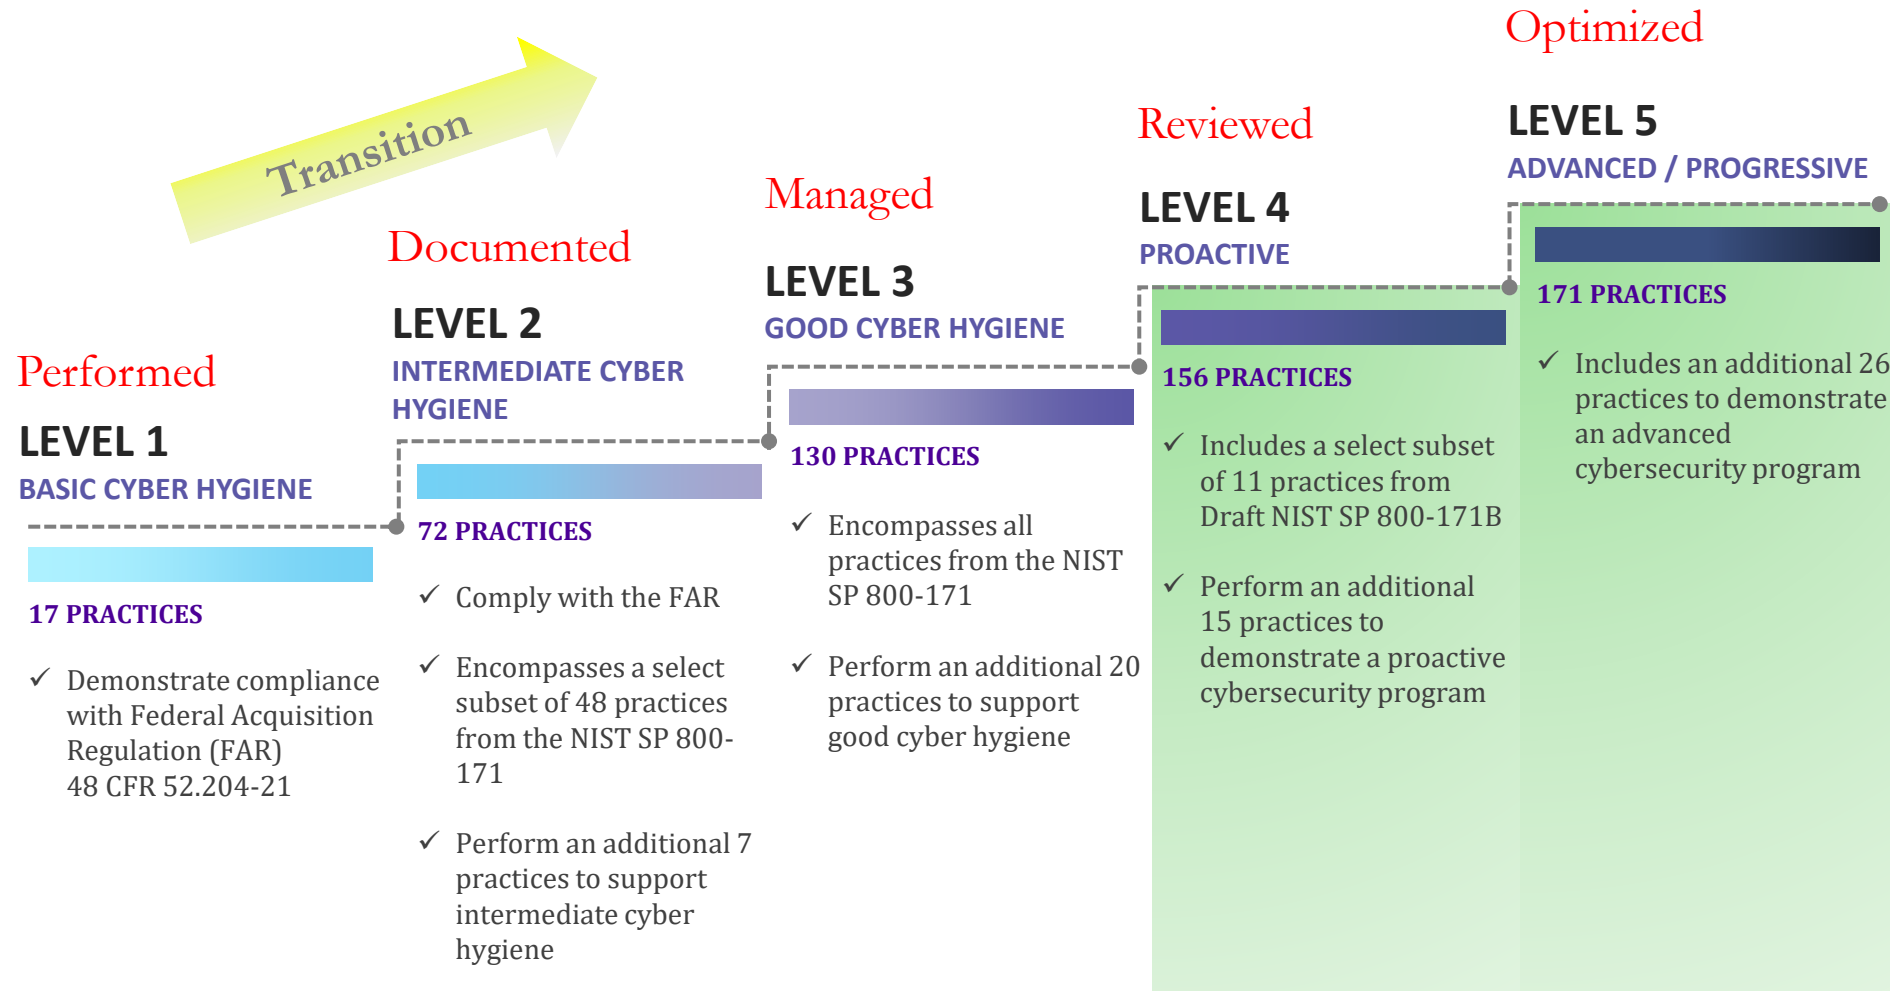 Transition
Performed
LEVEL 1
BASIC CYBER HYGIENE
17 PRACTICES
✓ Demonstrate compliance
with Federal Acquisition
Regulation (FAR)
48 CFR 52.204-21
Documented
LEVEL 2
INTERMEDIATE CYBER
HYGIENE
72 PRACTICES
✓ Comply with the FAR
✓ Encompasses a select
subset of 48 practices
from the NIST SP 800-
171
✓ Perform an additional 7
practices to support
intermediate cyber
hygiene
Managed
LEVEL 3
GOOD CYBER HYGIENE
130 PRACTICES
✓ Encompasses all
practices from the NIST
SP 800-171
✓ Perform an additional 20
practices to support
good cyber hygiene
Reviewed
LEVEL 4
PROACTIVE
156 PRACTICES
✓ Includes a select subset
of 11 practices from
Draft NIST SP 800-171B
✓ Perform an additional
15 practices to
demonstrate a proactive
cybersecurity program
Optimized
LEVEL 5
ADVANCED / PROGRESSIVE
171 PRACTICES
✓ Includes an additional 26
practices to demonstrate
an advanced
cybersecurity program